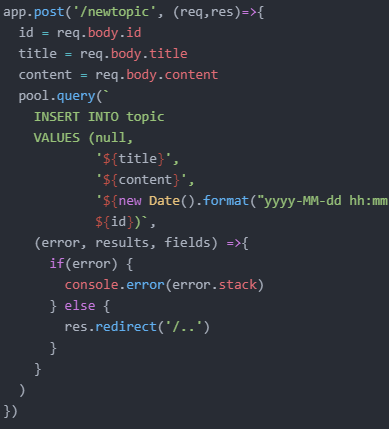 app.post('/newtopic', (req,res)=>{
  id = req.body.id
  title = req.body.title
  content = req.body.content
  pool.query(`
    INSERT INTO topic
    VALUES (null,
            '${title}',
            '${content}',
            '${new Date().format("yyyy-MM-dd hh:mm
            ${id})`,
    (error, results, fields) =>{
      if(error) {
        console.error(error.stack)
      } else {
        res.redirect('/..')
      }
    }
  )
})